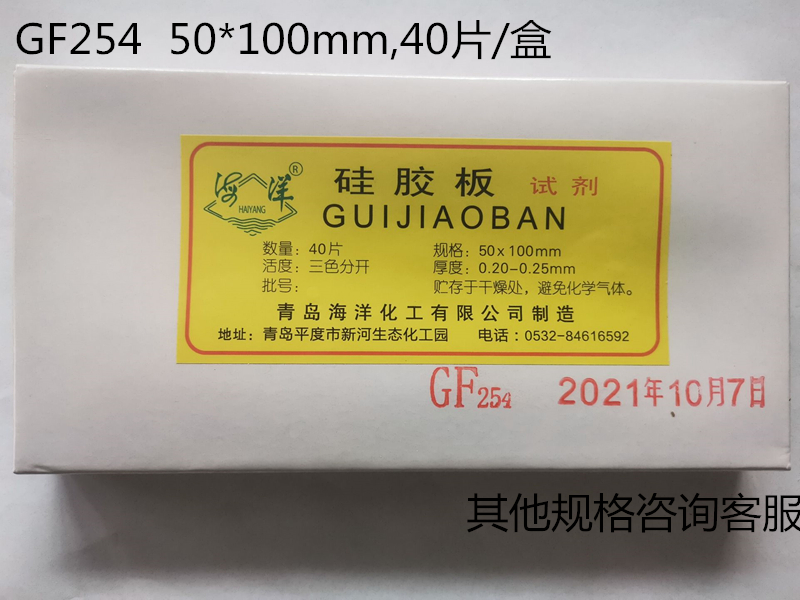 GF254 50*100mm,40片/盒
海洋®
HAIYANG
硅胶板 试剂
GUIJIAOBAN
数量：40片 规格：50x100mm
活度：三色分开 厚度：0.20-0.25mm
批号： 贮存于干燥处，避免化学气体。
青岛海洋化工有限公司制造
地址：青岛平度市新河生态化工园 电话：0532-84616592
GF254 2021年10月7日
其他规格咨询客服